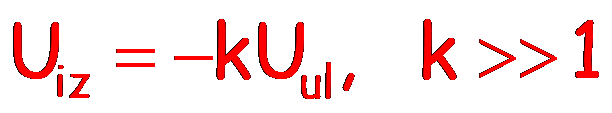 U_iz = -kU_ul, k >> 1